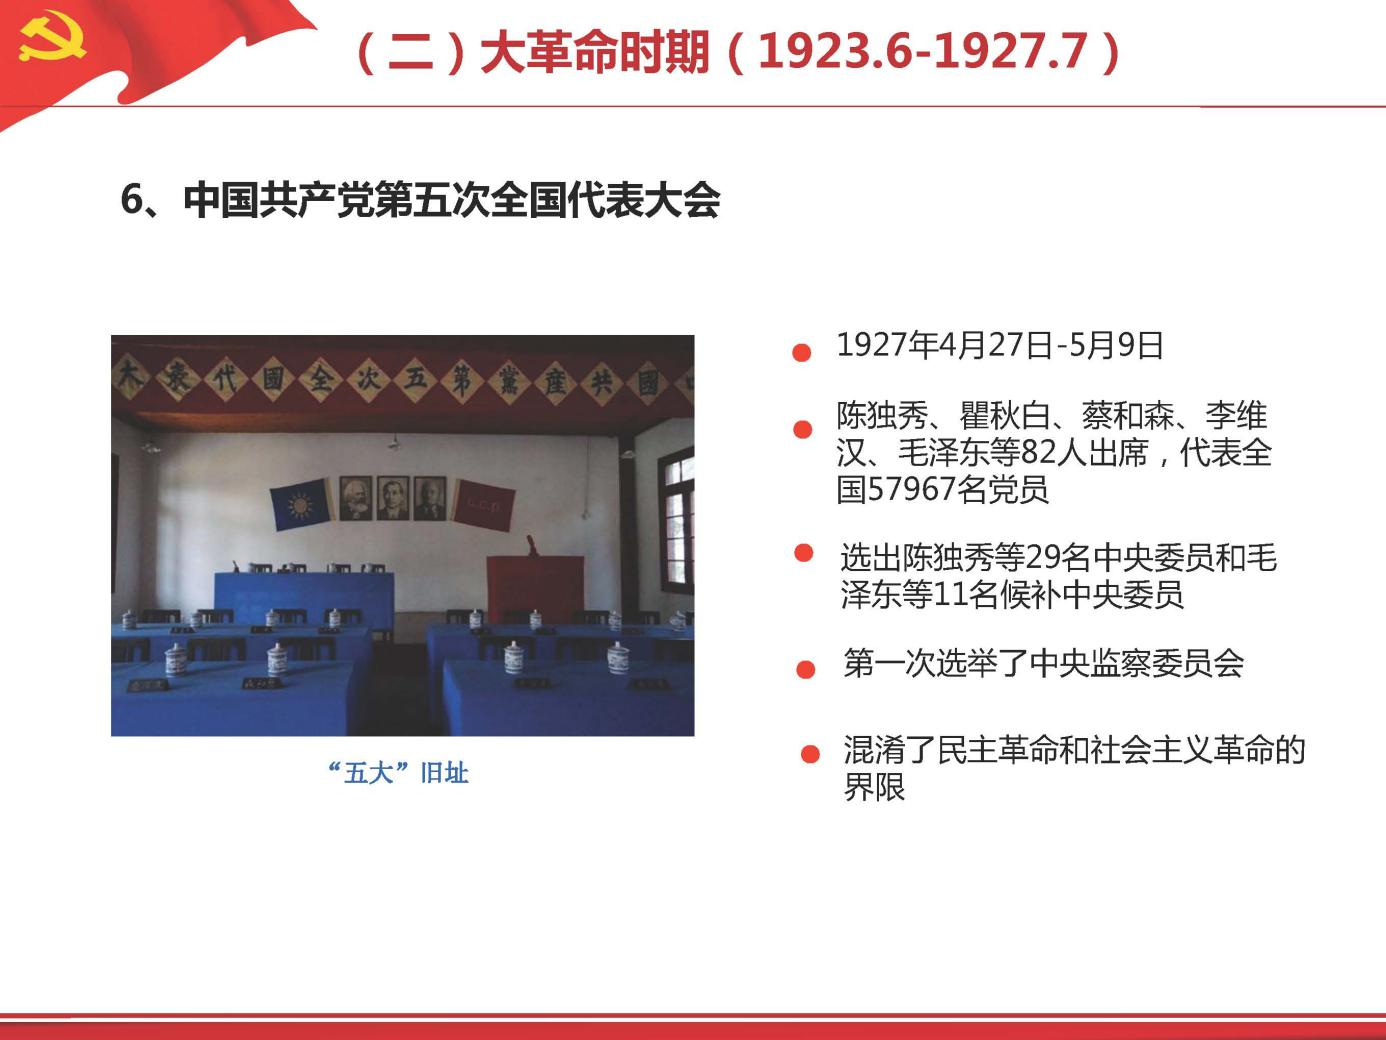 （二）大革命时期（1923.6-1927.7）
6、中国共产党第五次全国代表大会
大表代國全次五第黨産共國
C.C.P.
“五大”旧址
1927年4月27日-5月9日
陈独秀、瞿秋白、蔡和森、李维
汉、毛泽东等82人出席，代表全
国57967名党员
选出陈独秀等29名中央委员和毛
泽东等11名候补中央委员
第一次选举了中央监察委员会
混淆了民主革命和社会主义革命的
界限